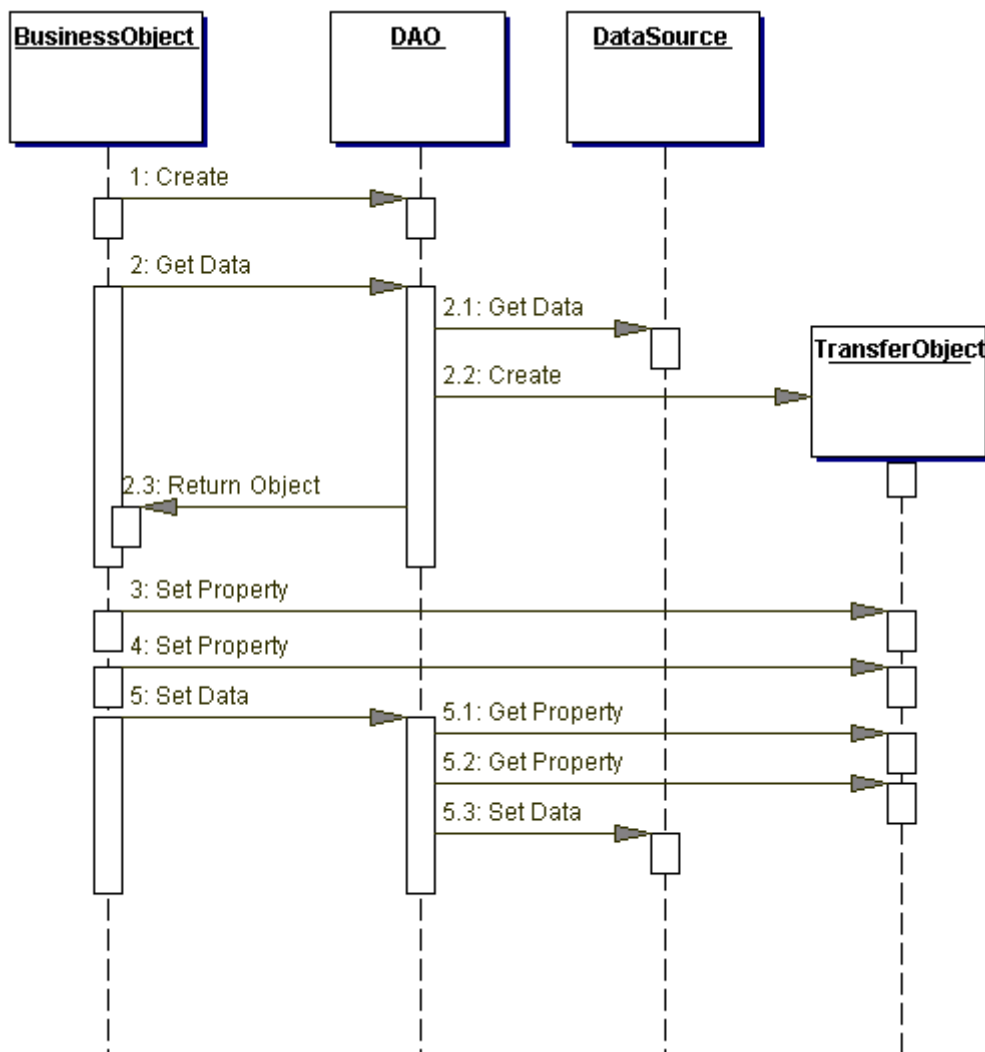 BusinessObject
DAO
DataSource
1: Create
2: Get Data
2.1: Get Data
TransferObject
2.2: Create
2.3: Return Object
3: Set Property
4: Set Property
5: Set Data
5.1: Get Property
5.2: Get Property
5.3: Set Data